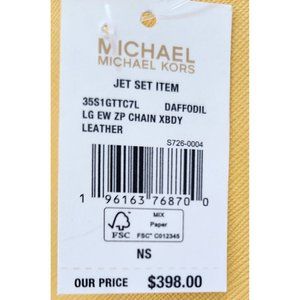 MICHAEL
MICHAEL KORS
JET SET ITEM
35S1GTTC7L DAFFODIL
LG EW ZP CHAIN XBDY
LEATHER
S726-0004
1 96163 76870 0
MIX
Paper
FSC FSC® C012345
NS
OUR PRICE $398.00